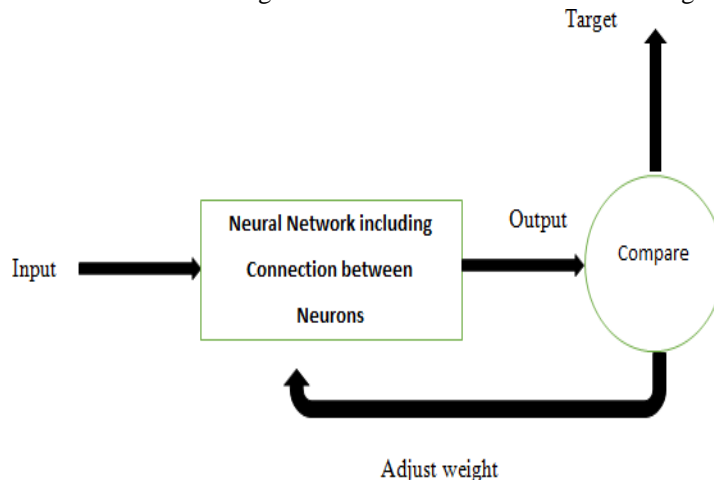 Target
Neural Network including
Connection between
Neurons
Output
Compare
Input
Adjust weight